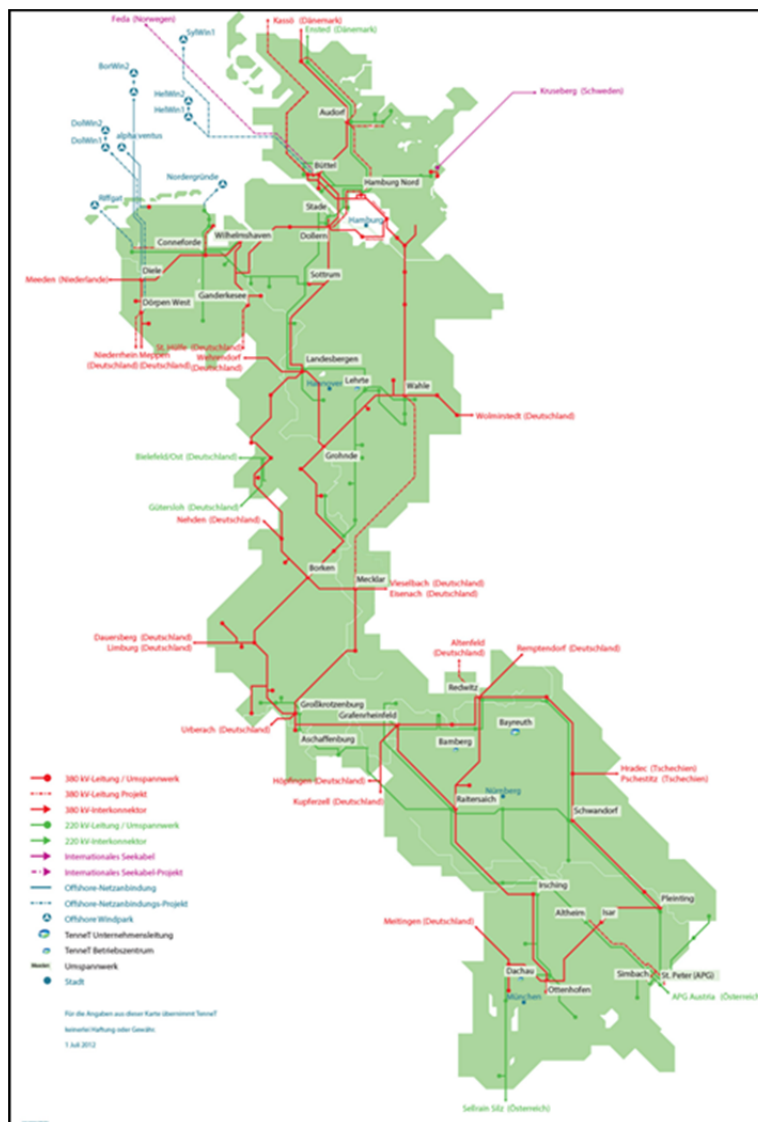 Feda (Norwegen)
Kassö (Dänemark)
Ensted (Dänemark)
SylWin1
BorWin2
HelWin2
HelWin1
Kruseberg (Schweden)
DolWin2
DolWin1
alpha ventus
Audorf
Büttel
Nordergründe
Hamburg Nord
Riffgat
Stade
Hamburg
Wilhelmshaven
Conneforde
Dollern
Diele
Sottrum
Meeden (Niederlande)
Ganderkesee
Dörpen West
Niederrhein Meppen
(Deutschland) (Deutschland)
St. Hülfe (Deutschland)
Wehrendorf
(Deutschland)
Landesbergen
Hannover
Lehrte
Wahle
Wolmirstedt (Deutschland)
Bielefeld/Ost (Deutschland)
Grohnde
Gütersloh (Deutschland)
Nehden (Deutschland)
Borken
Mecklar
Vieselbach (Deutschland)
Eisenach (Deutschland)
Dauersberg (Deutschland)
Limburg (Deutschland)
Altenfeld
(Deutschland)
Remptendorf (Deutschland)
Redwitz
Großkrotzenburg
Grafenrheinfeld
Urberach (Deutschland)
Bayreuth
Aschaffenburg
Bamberg
Höpfingen (Deutschland)
Kupferzell (Deutschland)
Hradec (Tschechien)
Pschestitz (Tschechien)
Nürnberg
Raitersaich
Schwandorf
Irsching
Pleinting
Altheim
Isar
Meitingen (Deutschland)
Dachau
Ottenhofen
Simbach
St. Peter (APG)
München
APG Austria (Österreich
Sellrain Silz (Österreich)
380 kV-Leitung / Umspannwerk
380 kV-Leitung Projekt
380 kV-Interkonnektor
220 kV-Leitung / Umspannwerk
220 kV-Interkonnektor
Internationales Seekabel
Internationales Seekabel-Projekt
Offshore-Netzanbindung
Offshore-Netzanbindungs-Projekt
Offshore Windpark
TenneT Unternehmensleitung
TenneT Betriebszentrum
Umspannwerk
Stadt
Für die Angaben aus dieser Karte übernimmt TenneT
keinerlei Haftung oder Gewähr.
1 Juli 2012